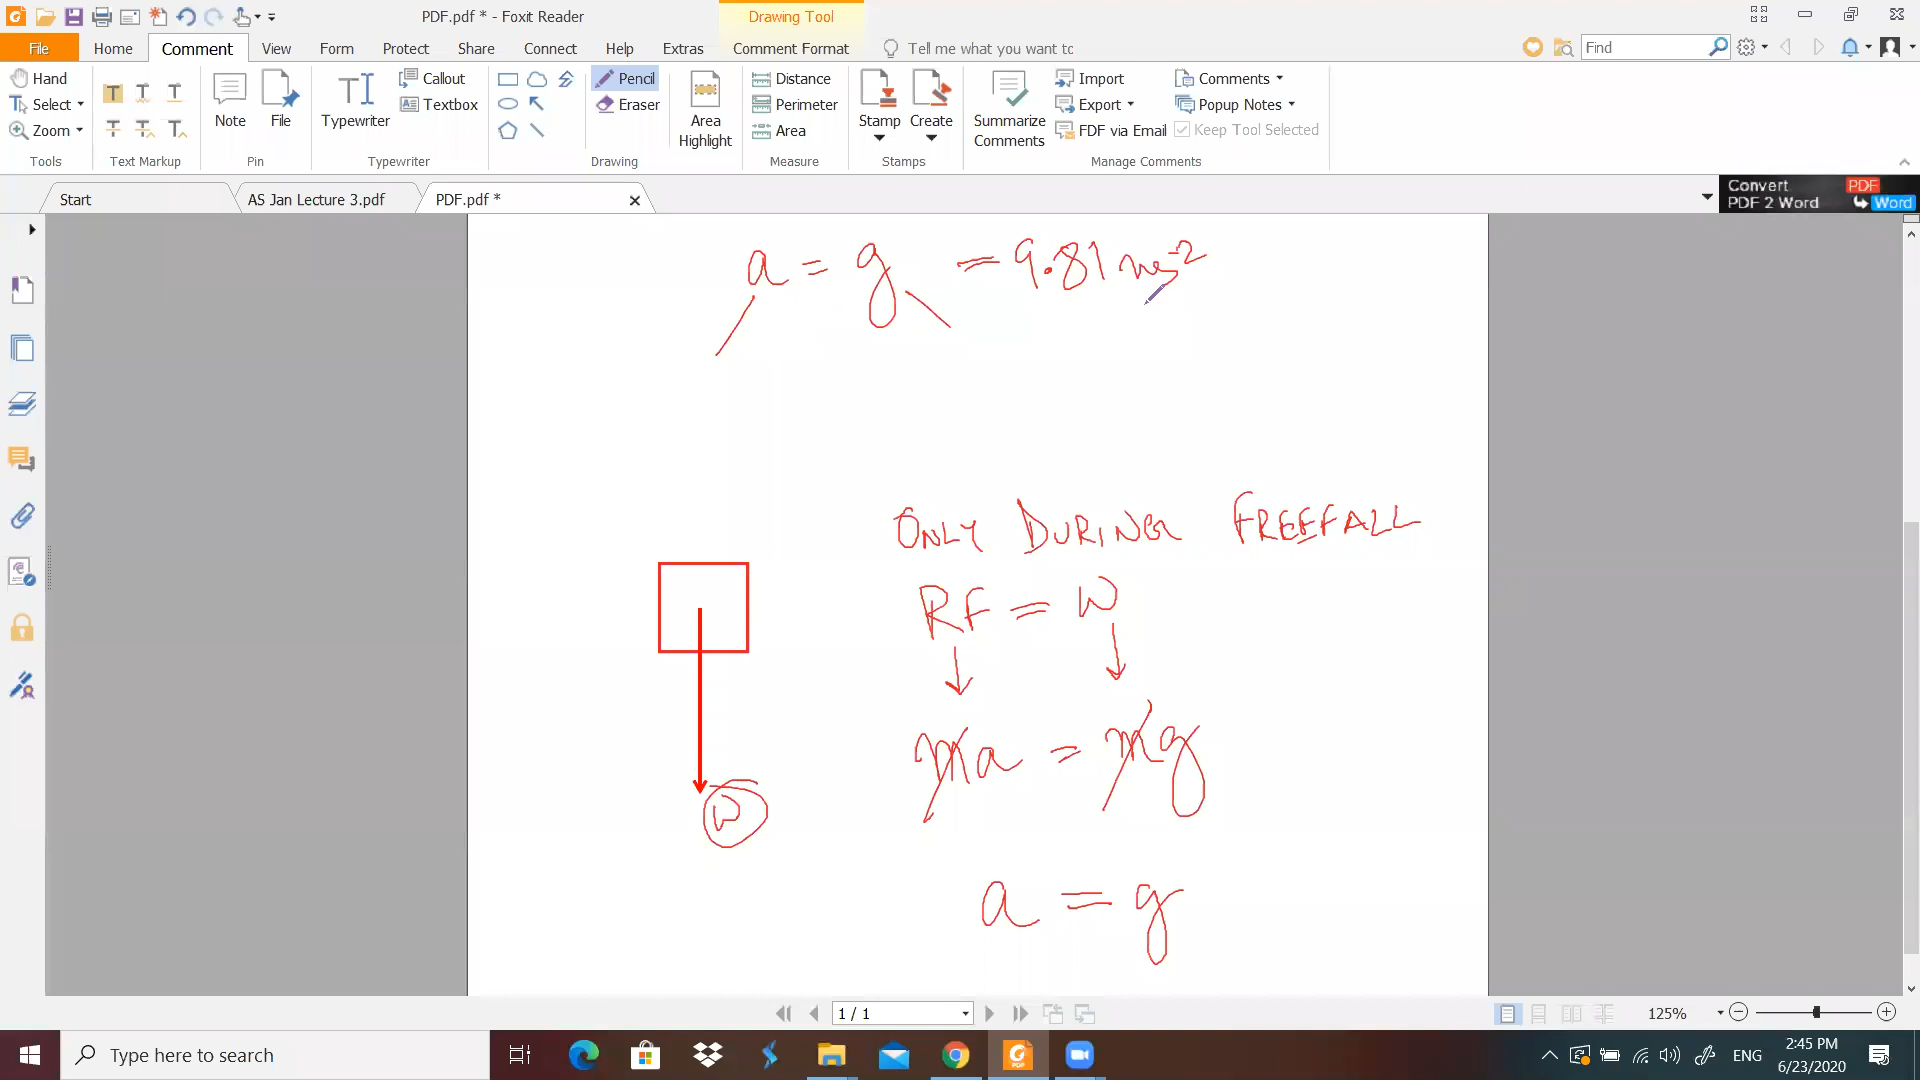 PDF.pdf * - Foxit Reader
Drawing Tool
File
Home
Comment
View
Form
Protect
Share
Connect
Help
Extras
Comment Format
Tell me what you want to
Find
Hand
Select
Zoom
Tools
Text Markup
Note
File
Pin
Typewriter
Callout
Textbox
Typewriter
Pencil
Eraser
Area
Highlight
Drawing
Distance
Perimeter
Area
Measure
Stamp
Create
Stamps
Summarize
Comments
Import
Export
FDF via Email
Comments
Popup Notes
Keep Tool Selected
Manage Comments
Start
AS Jan Lecture 3.pdf
PDF.pdf *
Convert PDF
PDF 2 Word Word
a = g = 9.81 ms⁻²
ONLY DURING FREEFALL
RF = W
ma = mg
W
a = g
1 / 1
125%
Type here to search
ENG
2:45 PM
6/23/2020